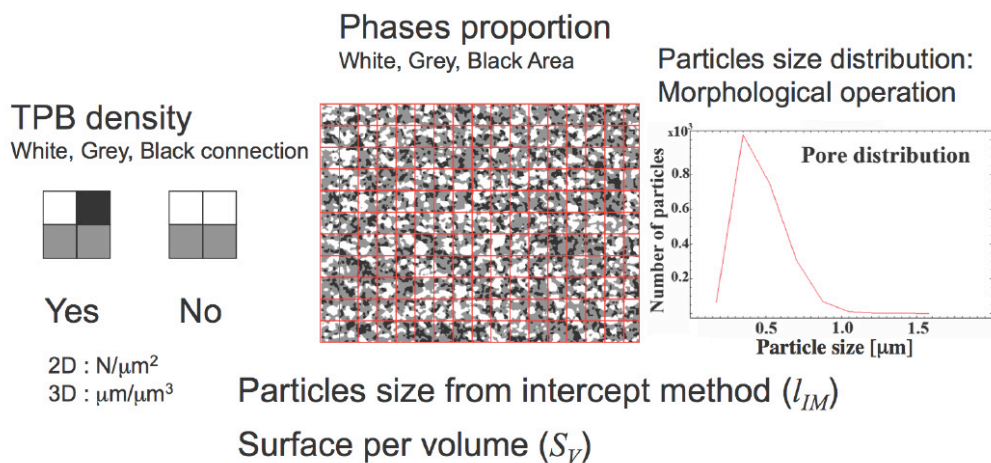 Phases proportion
White, Grey, Black Area
Particles size distribution:
Morphological operation
TPB density
White, Grey, Black connection
Yes
No
2D : N/μm²
3D : μm/μm³
x10³
Pore distribution
Number of particles
0.8
0.6
0.4
0.2
0.5
1.0
1.5
Particle size [μm]
Particles size from intercept method (l_IM)
Surface per volume (S_V)